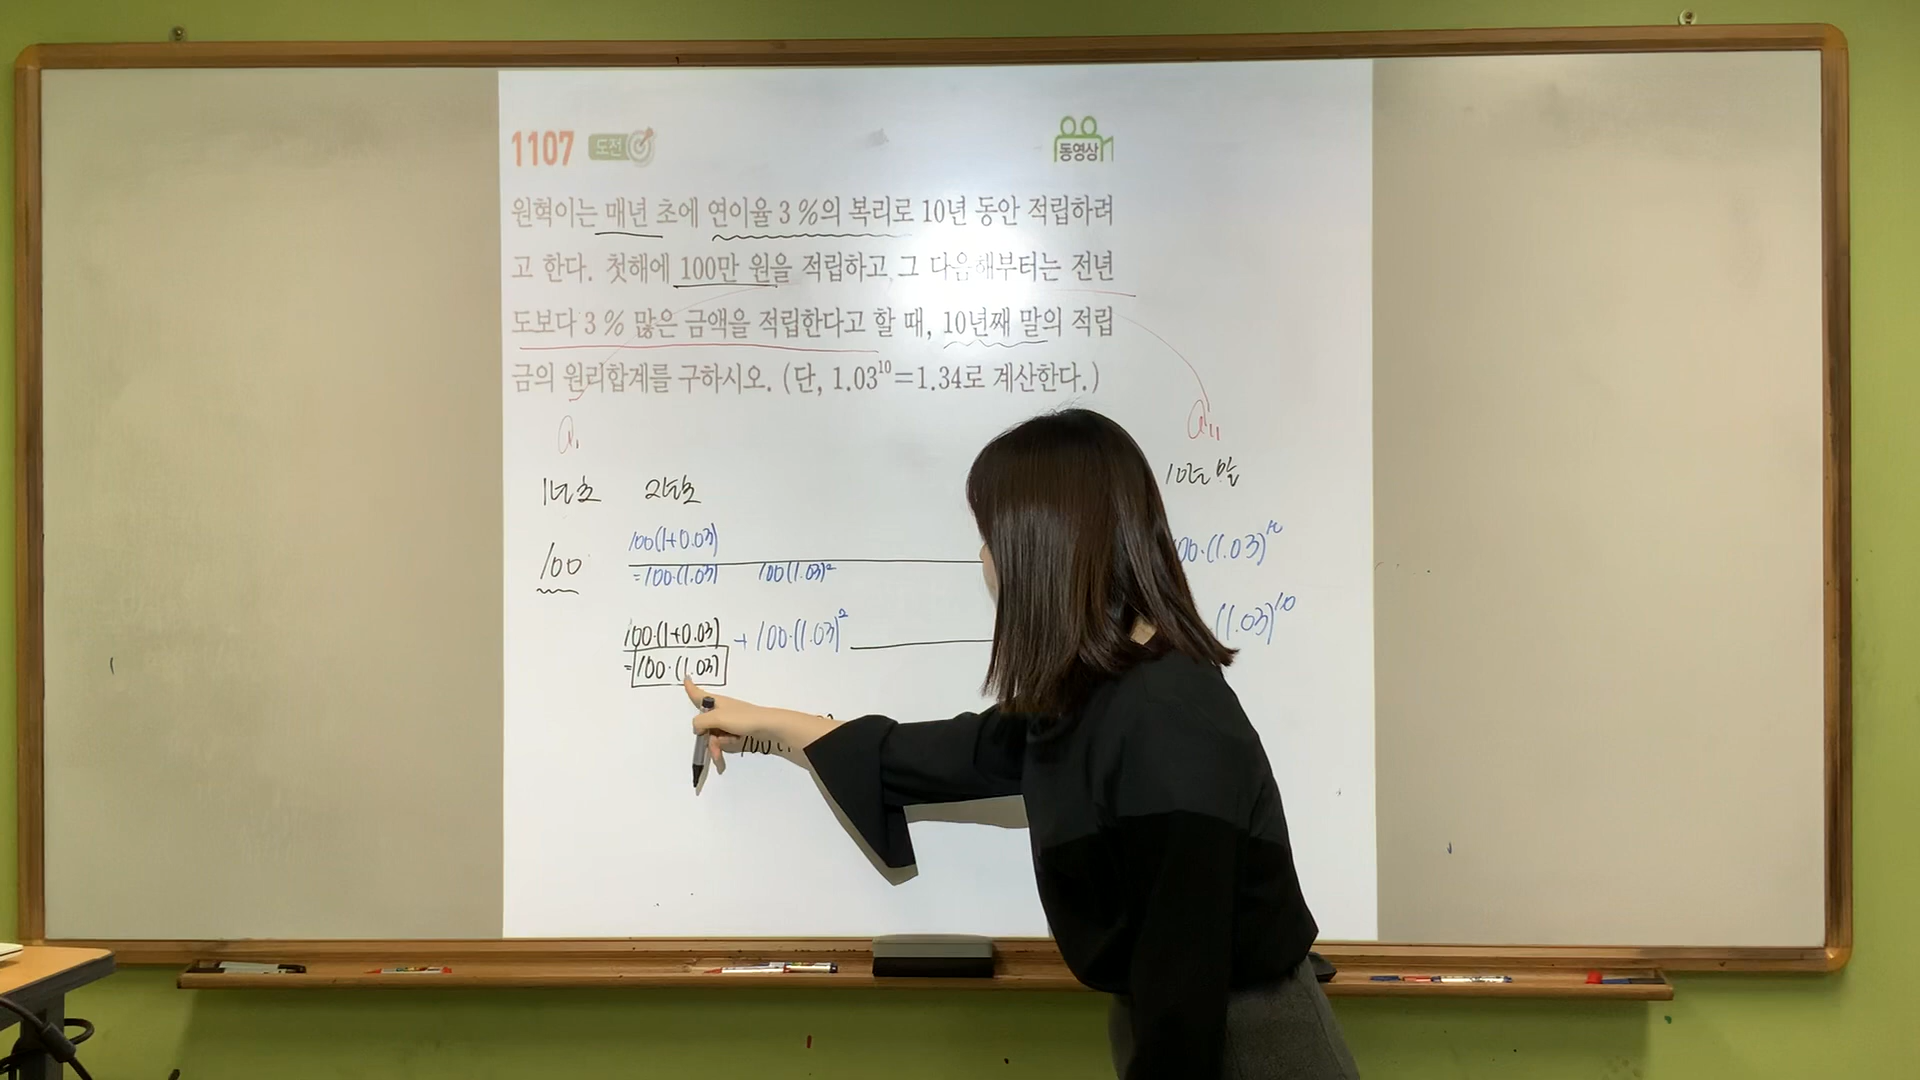 1107 도전
동영상
원혁이는 매년 초에 연이율 3 %의 복리로 10년 동안 적립하려
고 한다. 첫해에 100만 원을 적립하고 그 다음해부터는 전년
도보다 3 % 많은 금액을 적립한다고 할 때, 10년째 말의 적립
금의 원리합계를 구하시오. (단, 1.03¹⁰=1.34로 계산한다.)
a₁
a₁₁
1년초 2년초
10년 말
100(1+0.03)
100 =100·(1.03) 100(1.03)²
100·(1.03)¹⁰
100·(1+0.03) + 100·(1.03)²
(1.03)¹⁰
=100·(1.03)
100